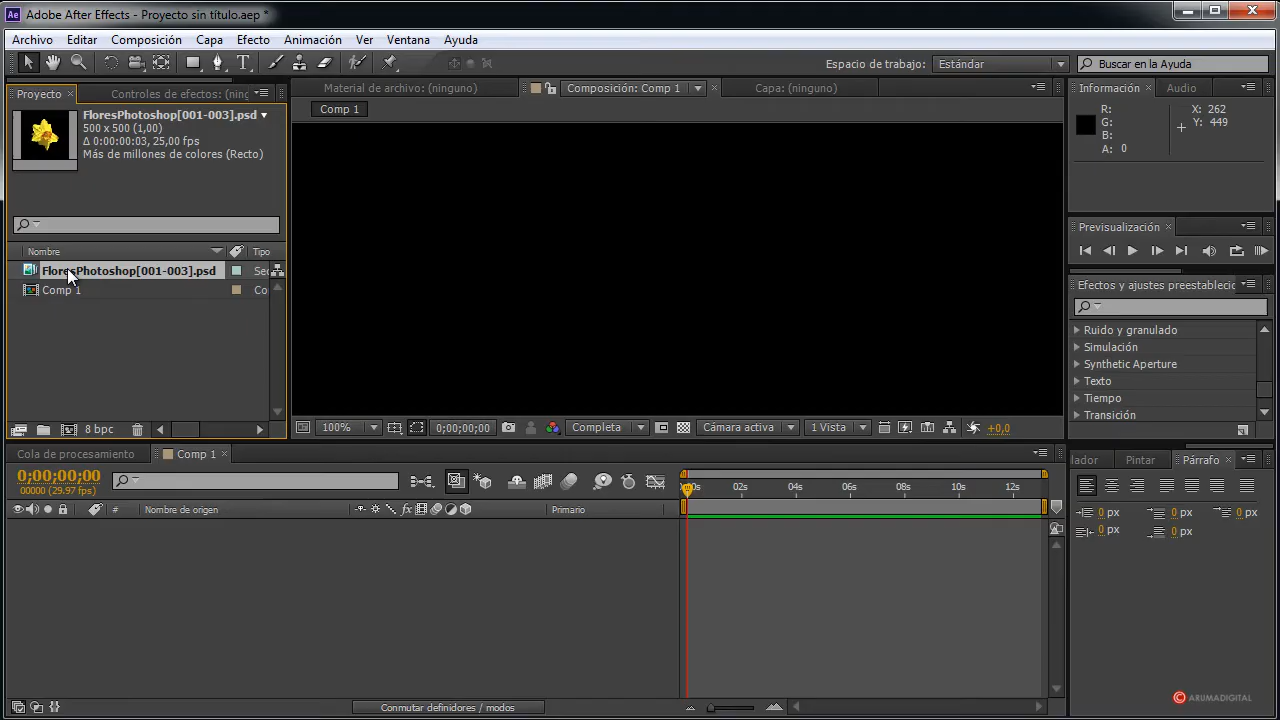 Ae Adobe After Effects - Proyecto sin título.aep *
Archivo Editar Composición Capa Efecto Animación Ver Ventana Ayuda
Espacio de trabajo: Estándar Buscar en la Ayuda
Proyecto × Controles de efectos: (ning
FloresPhotoshop[001-003].psd
500 x 500 (1,00)
Δ 0:00:00:03, 25,00 fps
Más de millones de colores (Recto)
Nombre Tipo
FloresPhotoshop[001-003].psd Sec
Comp 1 Co
8 bpc
Material de archivo: (ninguno) Composición: Comp 1 × Capa: (ninguno)
Comp 1
100% 0;00;00;00 Completa Cámara activa 1 Vista +0,0
Información × Audio
R: X: 262
G: Y: 449
B:
A: 0
Previsualización ×
Efectos y ajustes preestablecio
Ruido y granulado
Simulación
Synthetic Aperture
Texto
Tiempo
Transición
Cola de procesamiento Comp 1 ×
0;00;00;00
00000 (29.97 fps)
# Nombre de origen fx Primario
00s 02s 04s 06s 08s 10s 12s
Conmutar definidores / modos
lador Pintar Párrafo ×
0 px 0 px 0 px
0 px 0 px
© ARUMADIGITAL